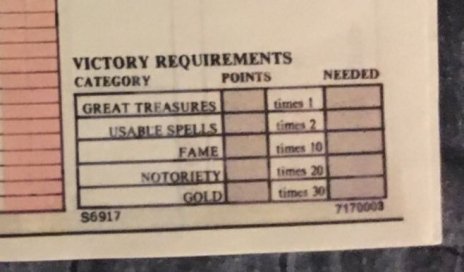 VICTORY REQUIREMENTS
CATEGORY POINTS NEEDED
GREAT TREASURES times 1
USABLE SPELLS times 2
FAME times 10
NOTORIETY times 20
GOLD times 30
S6917 7170003